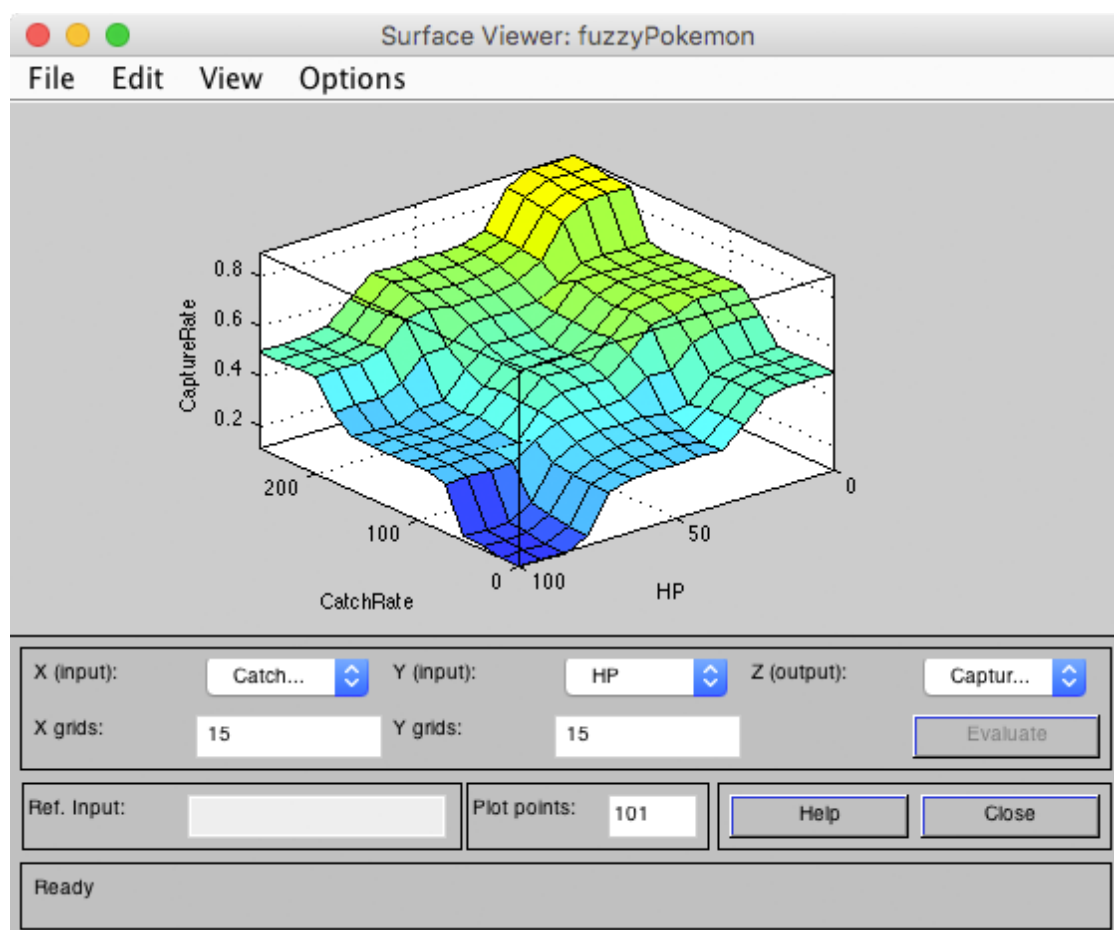 Surface Viewer: fuzzyPokemon
File Edit View Options
0.8
0.6
0.4
0.2
CaptureRate
200
100
0
CatchRate
100
50
0
HP
X (input): Catch... Y (input): HP Z (output): Captur...
X grids: 15 Y grids: 15 Evaluate
Ref. Input: Plot points: 101 Help Close
Ready